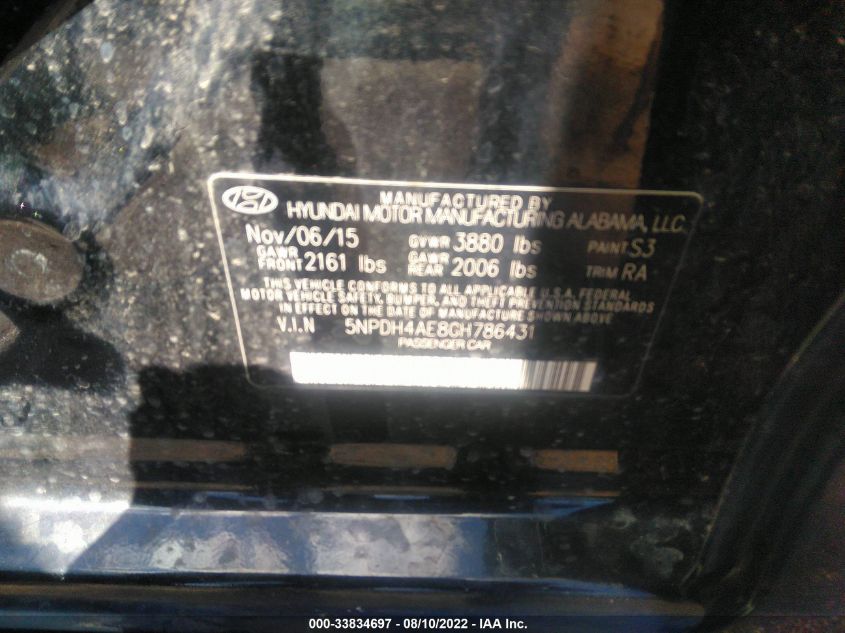 MANUFACTURED BY
HYUNDAI MOTOR MANUFACTURING ALABAMA, LLC
Nov/06/15 GVWR 3880 lbs PAINT S3
GAWR FRONT 2161 lbs GAWR REAR 2006 lbs TRIM RA
THIS VEHICLE CONFORMS TO ALL APPLICABLE U.S.A. FEDERAL
MOTOR VEHICLE SAFETY, BUMPER, AND THEFT PREVENTION STANDARDS
IN EFFECT ON THE DATE OF MANUFACTURE SHOWN ABOVE
V.I.N 5NPDH4AE8GH786431
PASSENGER CAR
000-33834697 - 08/10/2022 - IAA Inc.